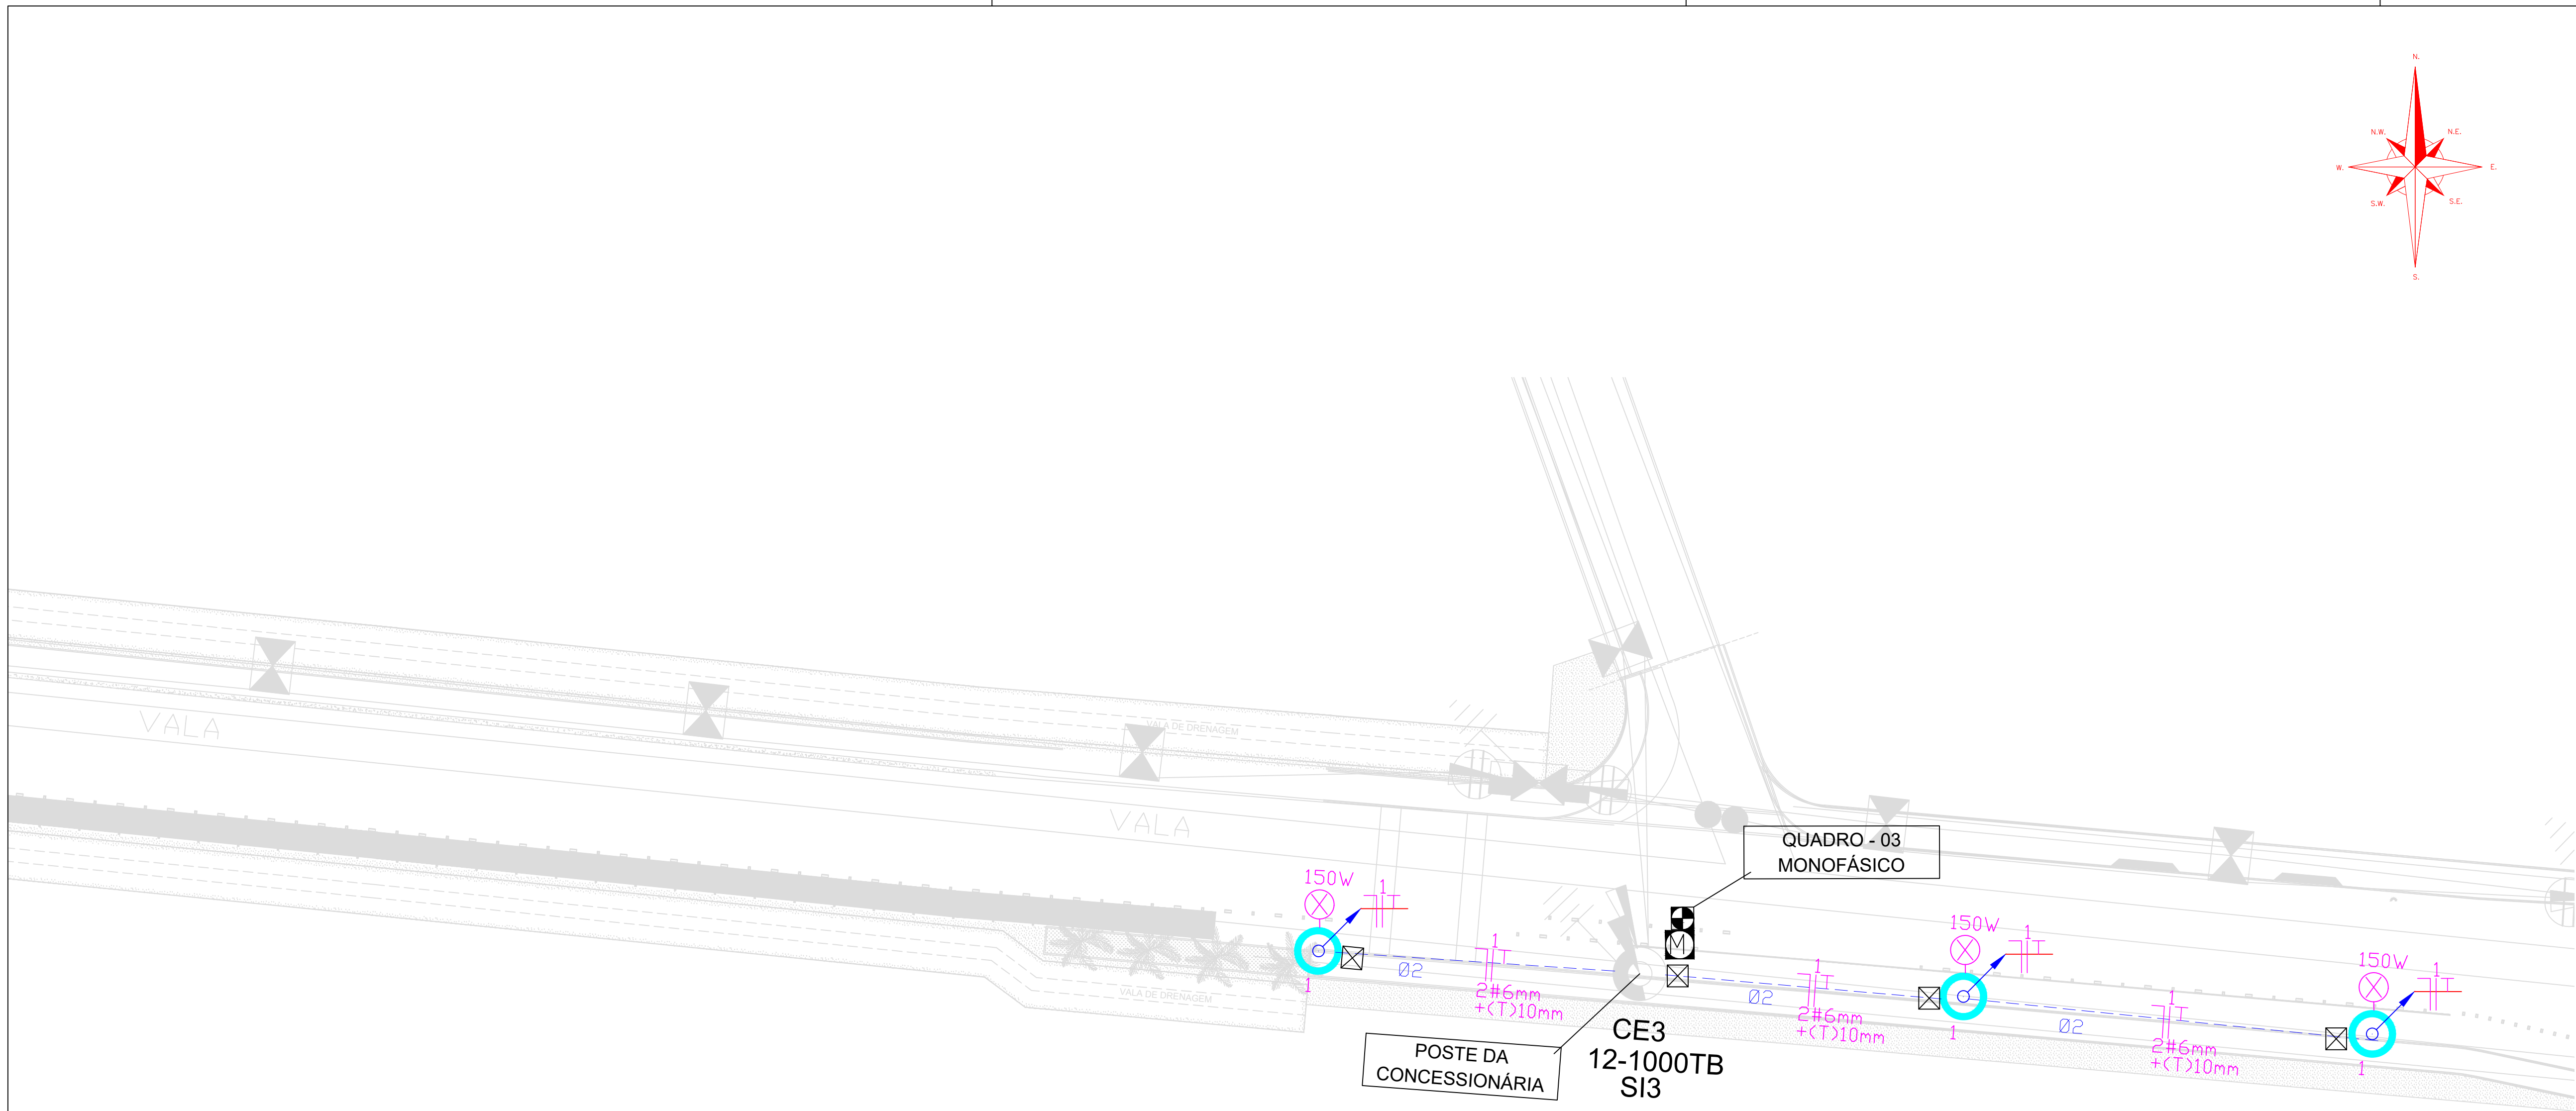 N.
N.W.
N.E.
W.
E.
S.W.
S.E.
S.
VALA
VALA DE DRENAGEM
VALA
QUADRO - 03
MONOFÁSICO
150W
1
1
Ø2
1
2#6mm
+(T)10mm
M
Ø2
1
2#6mm
+(T)10mm
150W
1
1
Ø2
1
2#6mm
+(T)10mm
150W
1
1
VALA DE DRENAGEM
POSTE DA
CONCESSIONÁRIA
CE3
12-1000TB
SI3